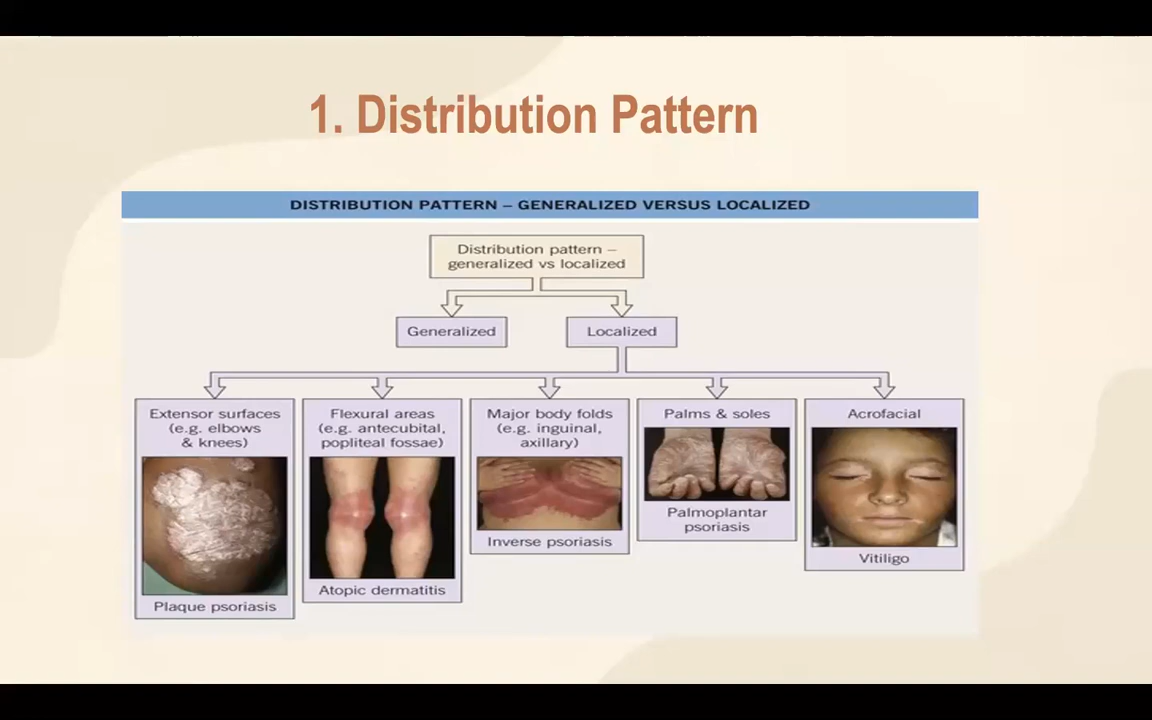 1. Distribution Pattern
DISTRIBUTION PATTERN – GENERALIZED VERSUS LOCALIZED
Distribution pattern –
generalized vs localized
Generalized
Localized
Extensor surfaces
(e.g. elbows
& knees)
Plaque psoriasis
Flexural areas
(e.g. antecubital,
popliteal fossae)
Atopic dermatitis
Major body folds
(e.g. inguinal,
axillary)
Inverse psoriasis
Palms & soles
Palmoplantar
psoriasis
Acrofacial
Vitiligo